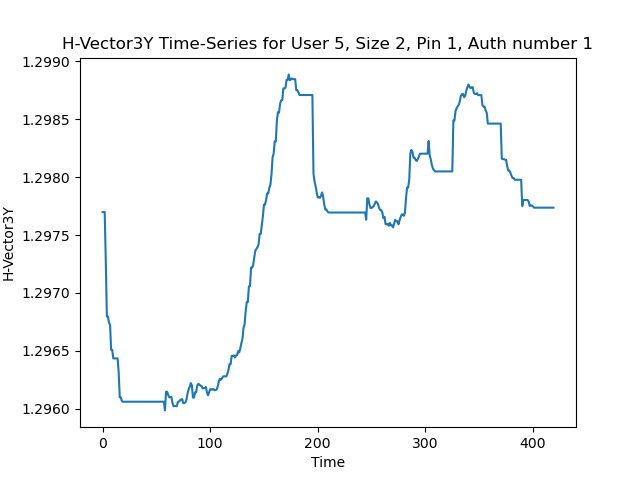 H-Vector3Y Time-Series for User 5, Size 2, Pin 1, Auth number 1
1.2990
1.2985
1.2980
1.2975
1.2970
1.2965
1.2960
H-Vector3Y
0 100 200 300 400
Time